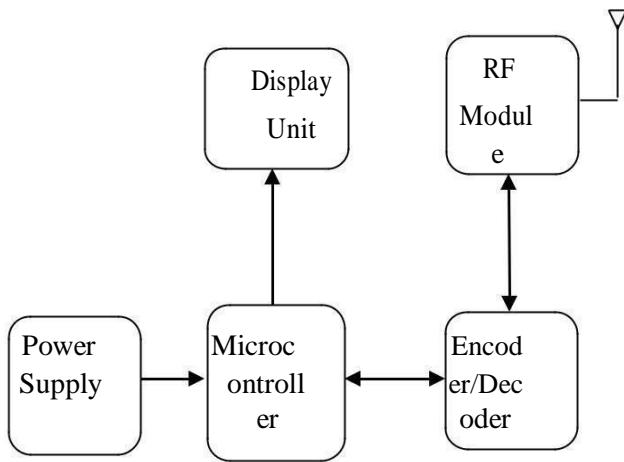 Display
Unit
RF
Modul
e
Power
Supply
Microc
ontroll
er
Encod
er/Dec
oder